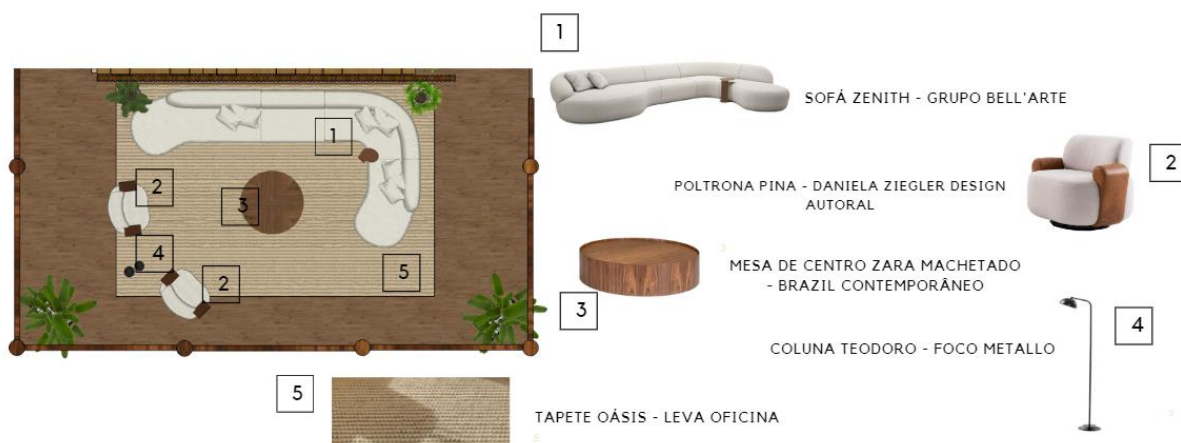 1
SOFÁ ZENITH - GRUPO BELL'ARTE
1
2
2
POLTRONA PINA - DANIELA ZIEGLER DESIGN
AUTORAL
3
3
4
MESA DE CENTRO ZARA MACHETADO
- BRAZIL CONTEMPORÂNEO
2
5
3
4
COLUNA TEODORO - FOCO METALLO
5
TAPETE OÁSIS - LEVA OFICINA